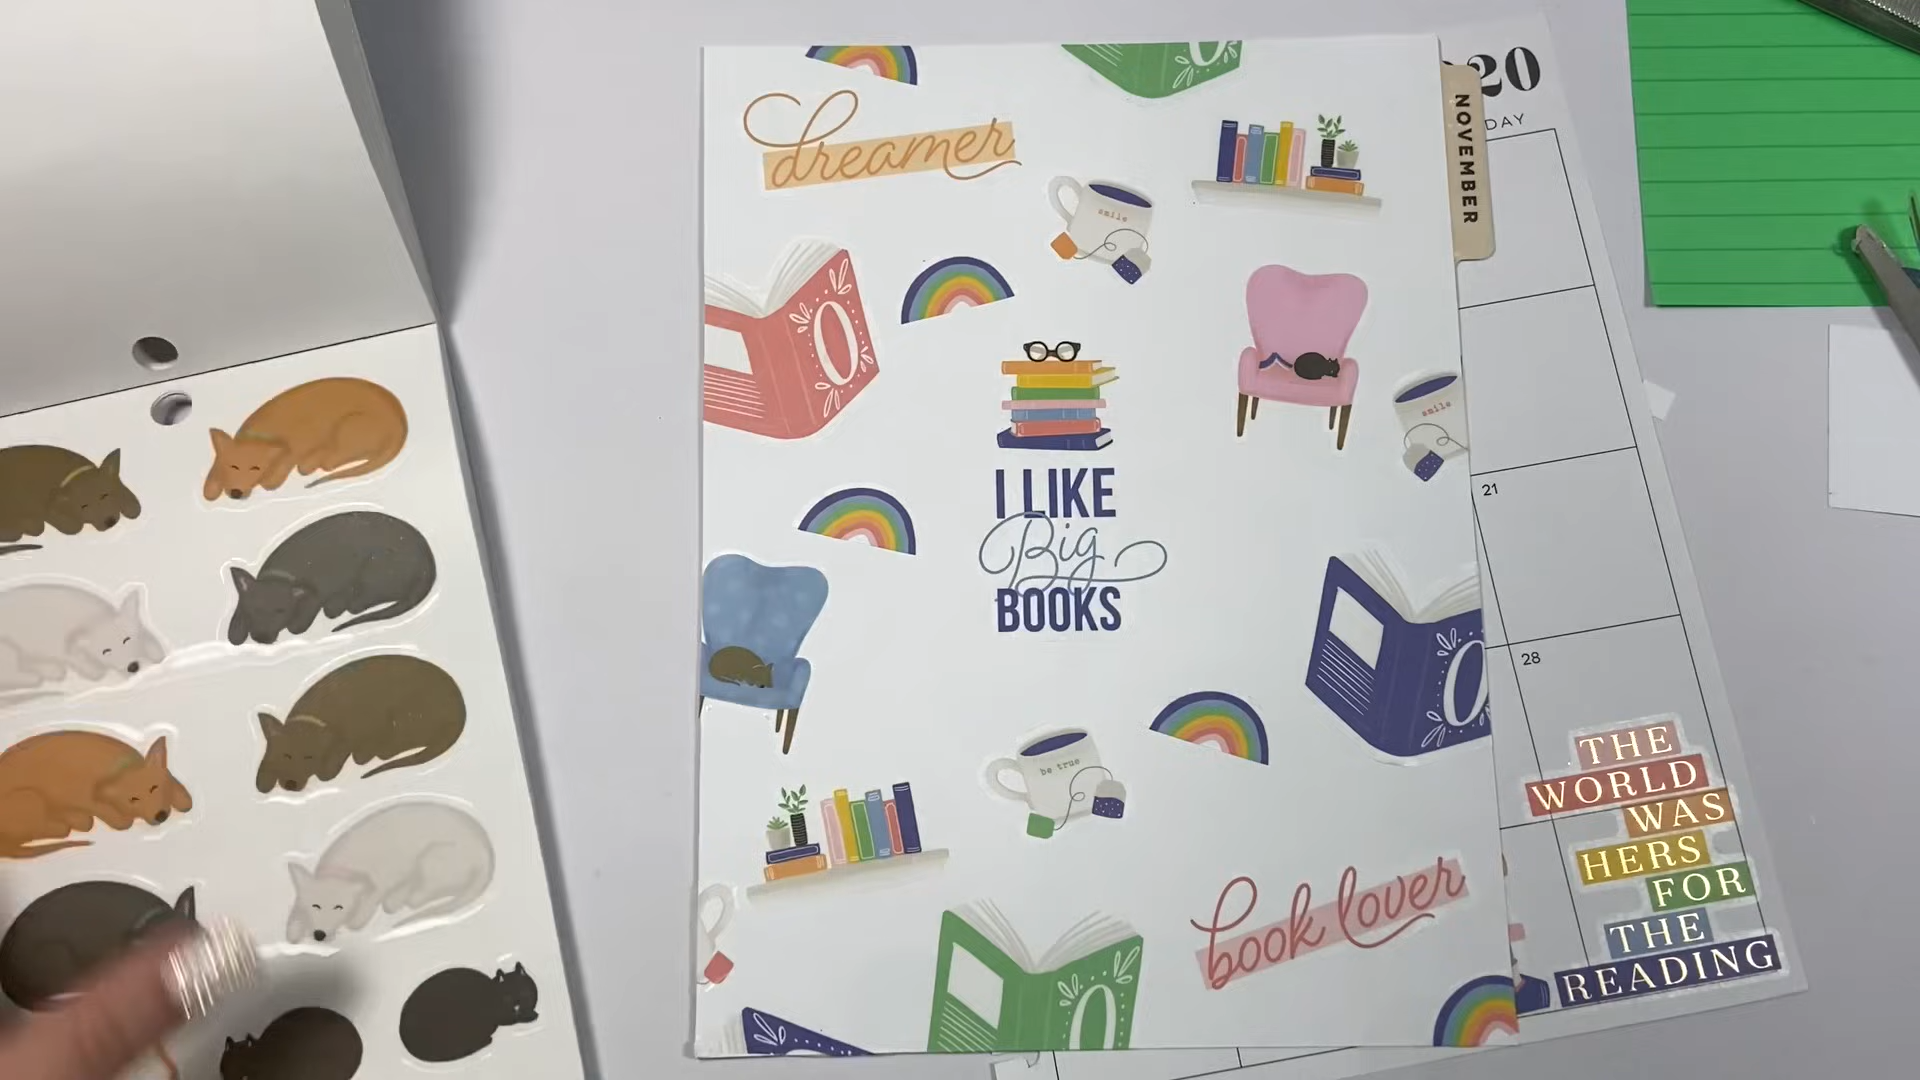 dreamer
smile
I LIKE
Big
BOOKS
smile
be true
book lover
NOVEMBER
20
DAY
21
28
THE
WORLD
WAS
HERS
FOR
THE
READING